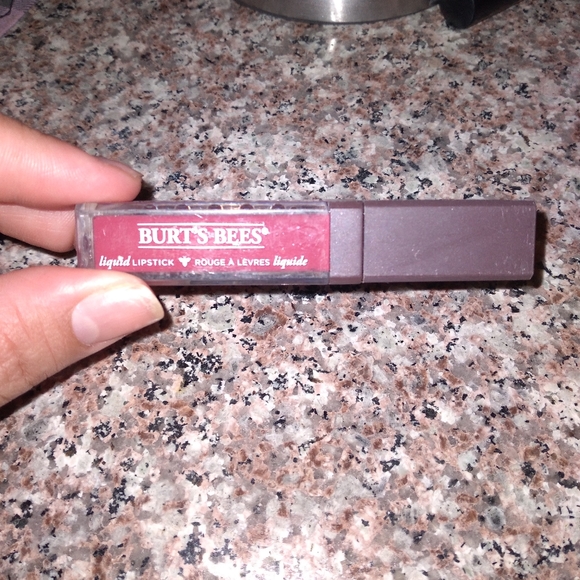 BURT'S BEES®
liquid LIPSTICK ROUGE À LÈVRES liquide